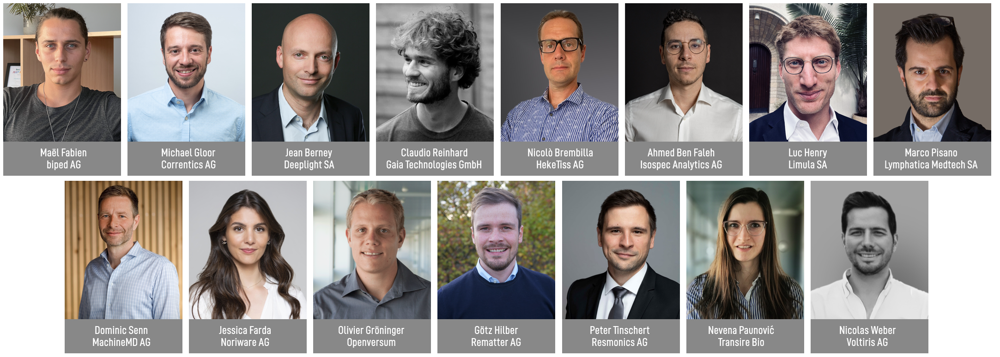 Maël Fabien
biped AG
Michael Gloor
Correntics AG
Jean Berney
Deeplight SA
Claudio Reinhard
Gaia Technologies GmbH
Nicolò Brembilla
HekeTiss AG
Ahmed Ben Faleh
Isospec Analytics AG
Luc Henry
Limula SA
Marco Pisano
Lymphatica Medtech SA
Dominic Senn
MachineMD AG
Jessica Farda
Noriware AG
Olivier Gröninger
Openversum
Götz Hilber
Rematter AG
Peter Tinschert
Resmonics AG
Nevena Paunović
Transire Bio
Nicolas Weber
Voltiris AG